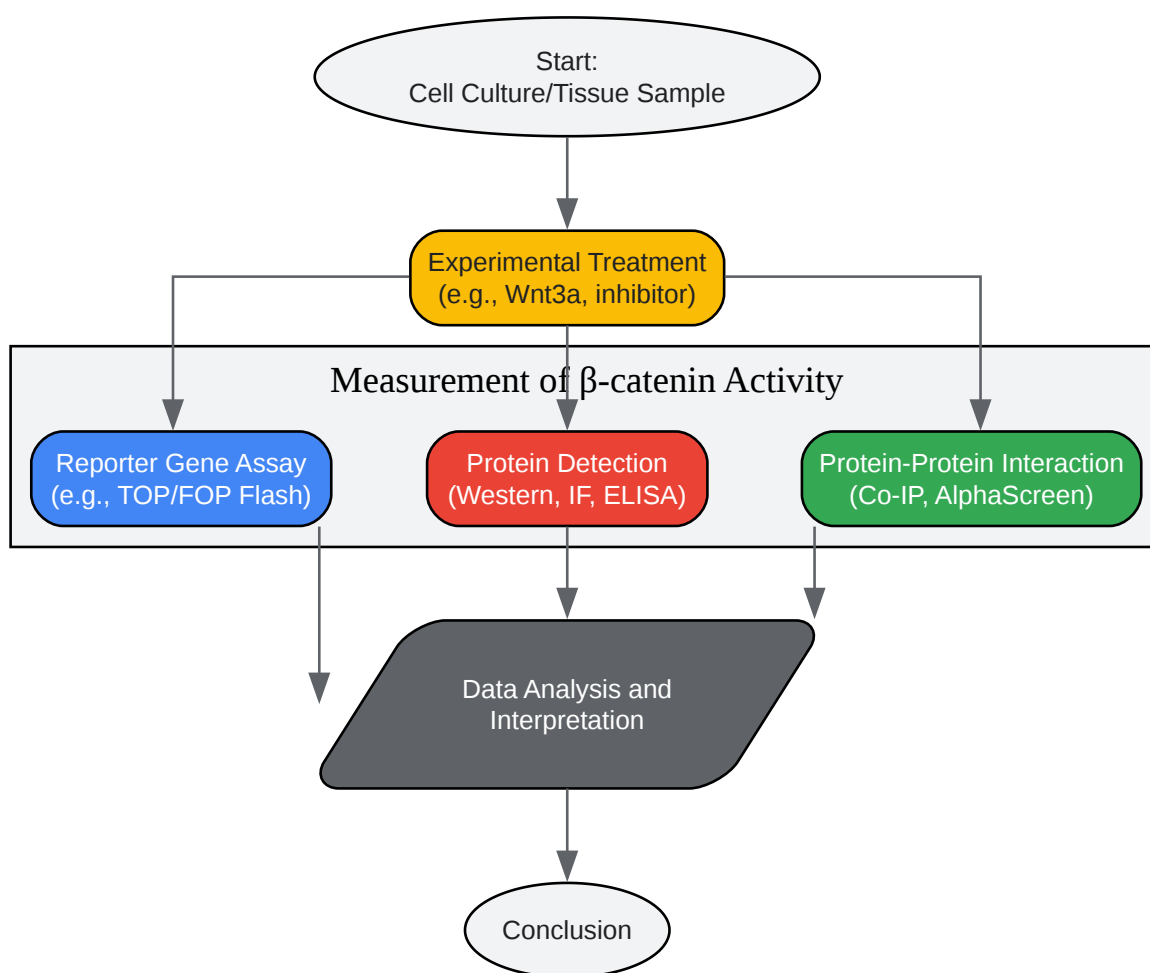 Start:
Cell Culture/Tissue Sample
Experimental Treatment
(e.g., Wnt3a, inhibitor)
Measurement of β-catenin Activity
Reporter Gene Assay
(e.g., TOP/FOP Flash)
Protein Detection
(Western, IF, ELISA)
Protein-Protein Interaction
(Co-IP, AlphaScreen)
Data Analysis and
Interpretation
Conclusion